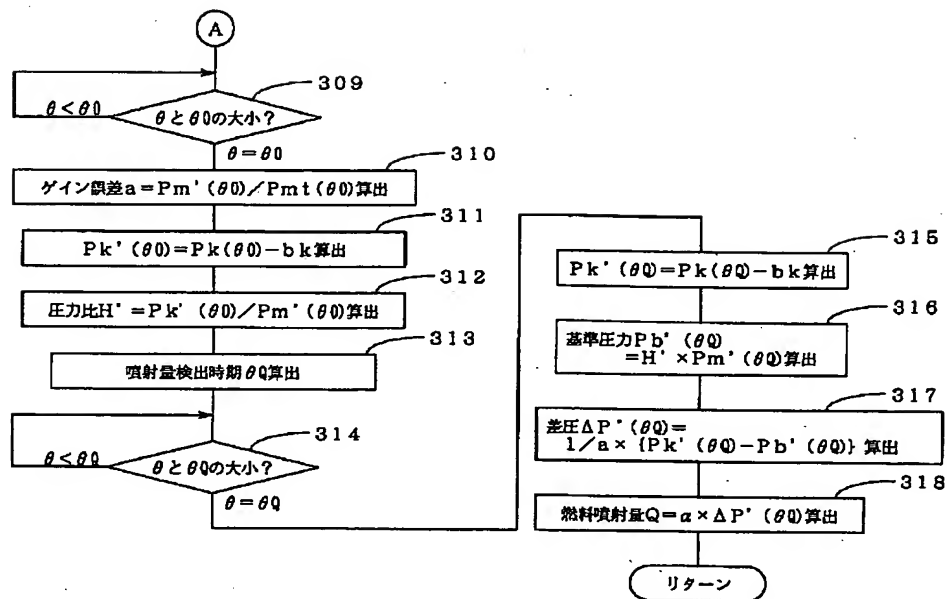 A
309
θ<θ0
θとθ0の大小?
θ=θ0
310
ゲイン誤差a=Pm'(θ0)/Pmt(θ0)算出
311
Pk'(θ0)=Pk(θ0)-bk算出
312
圧力比H'=Pk'(θ0)/Pm'(θ0)算出
313
噴射量検出時期θQ算出
314
θ<θQ
θとθQの大小?
θ=θQ
315
Pk'(θQ)=Pk(θQ)-bk算出
316
基準圧力Pb'(θQ)
=H'×Pm'(θQ)算出
317
差圧ΔP'(θQ)=
1/a×{Pk'(θQ)-Pb'(θQ)}算出
318
燃料噴射量Q=α×ΔP'(θQ)算出
リターン